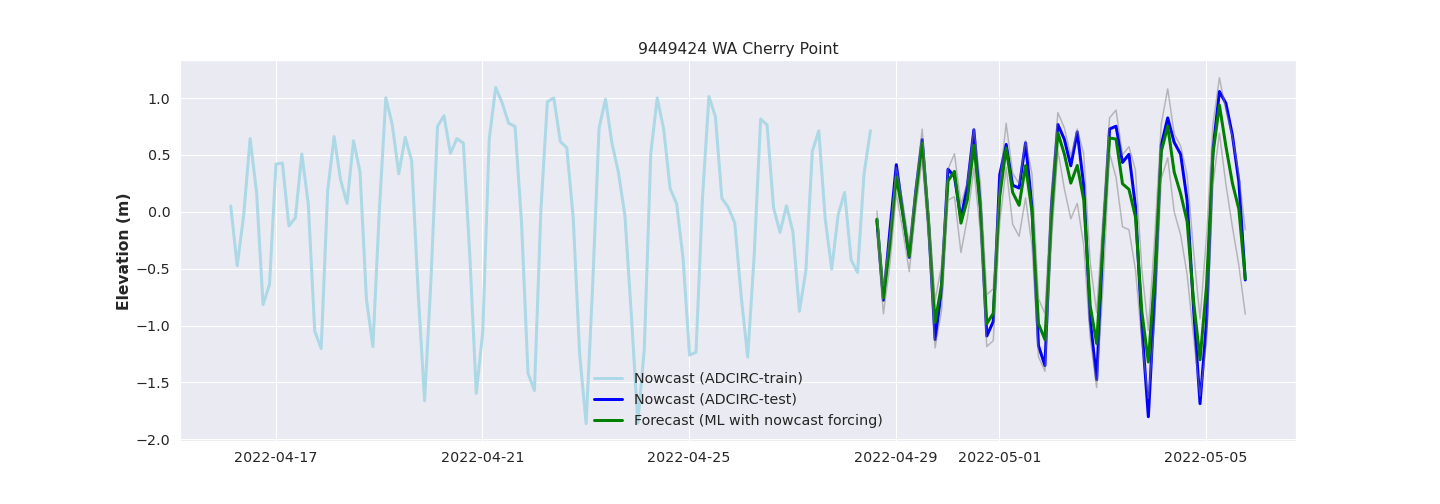 9449424 WA Cherry Point
Elevation (m)
1.0
0.5
0.0
−0.5
−1.0
−1.5
−2.0
Nowcast (ADCIRC-train)
Nowcast (ADCIRC-test)
Forecast (ML with nowcast forcing)
2022-04-17 2022-04-21 2022-04-25 2022-04-29 2022-05-01 2022-05-05